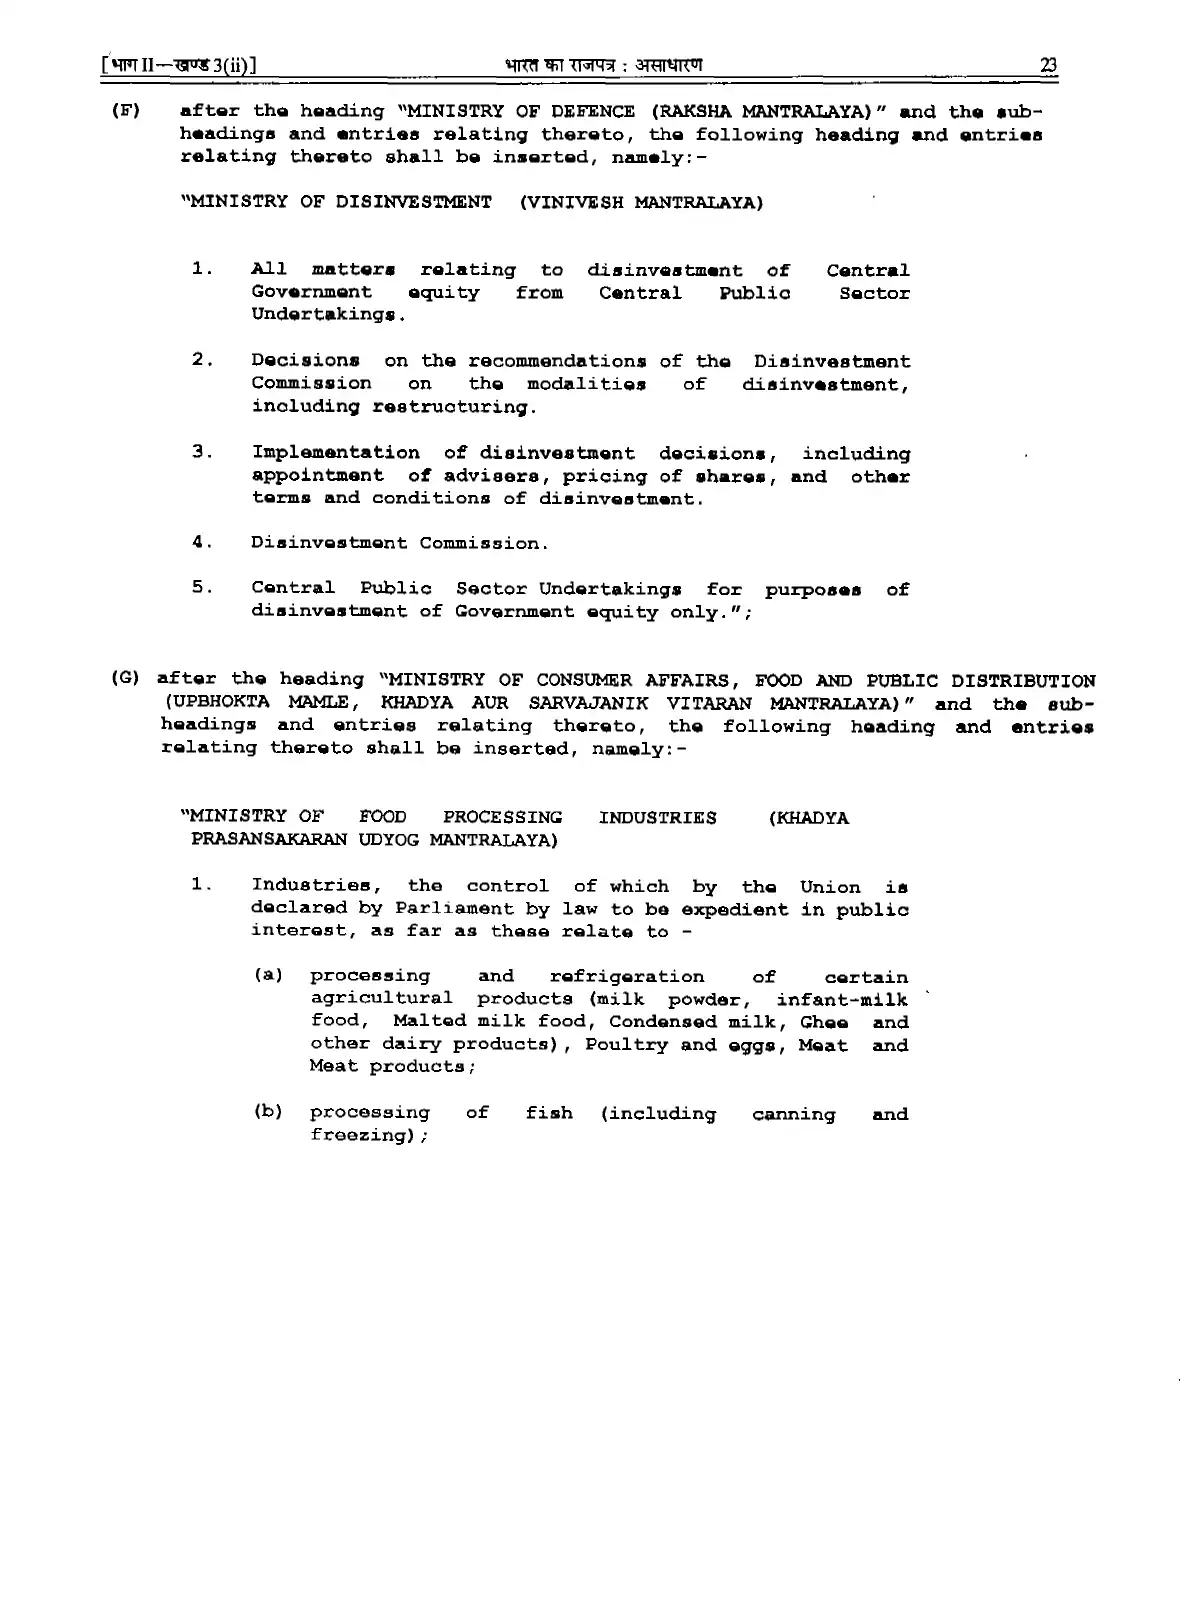 [भाग II—खण्ड 3(ii)] भारत का राजपत्र : असाधारण 23
(F) after the heading "MINISTRY OF DEFENCE (RAKSHA MANTRALAYA)" and the sub-
headings and entries relating thereto, the following heading and entries
relating thereto shall be inserted, namely:-
"MINISTRY OF DISINVESTMENT (VINIVESH MANTRALAYA)
1. All matters relating to disinvestment of Central
Government equity from Central Public Sector
Undertakings.
2. Decisions on the recommendations of the Disinvestment
Commission on the modalities of disinvestment,
including restructuring.
3. Implementation of disinvestment decisions, including
appointment of advisers, pricing of shares, and other
terms and conditions of disinvestment.
4. Disinvestment Commission.
5. Central Public Sector Undertakings for purposes of
disinvestment of Government equity only.";
(G) after the heading "MINISTRY OF CONSUMER AFFAIRS, FOOD AND PUBLIC DISTRIBUTION
(UPBHOKTA MAMLE, KHADYA AUR SARVAJANIK VITARAN MANTRALAYA)" and the sub-
headings and entries relating thereto, the following heading and entries
relating thereto shall be inserted, namely:-
"MINISTRY OF FOOD PROCESSING INDUSTRIES (KHADYA
PRASANSAKARAN UDYOG MANTRALAYA)
1. Industries, the control of which by the Union is
declared by Parliament by law to be expedient in public
interest, as far as these relate to -
(a) processing and refrigeration of certain
agricultural products (milk powder, infant-milk
food, Malted milk food, Condensed milk, Ghee and
other dairy products), Poultry and eggs, Meat and
Meat products;
(b) processing of fish (including canning and
freezing);